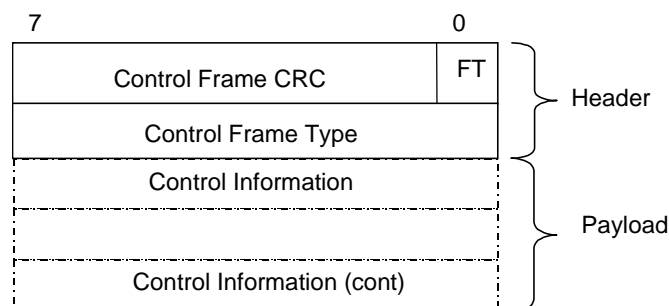 7 0
Control Frame CRC FT
Header
Control Frame Type
Control Information
Payload
Control Information (cont)